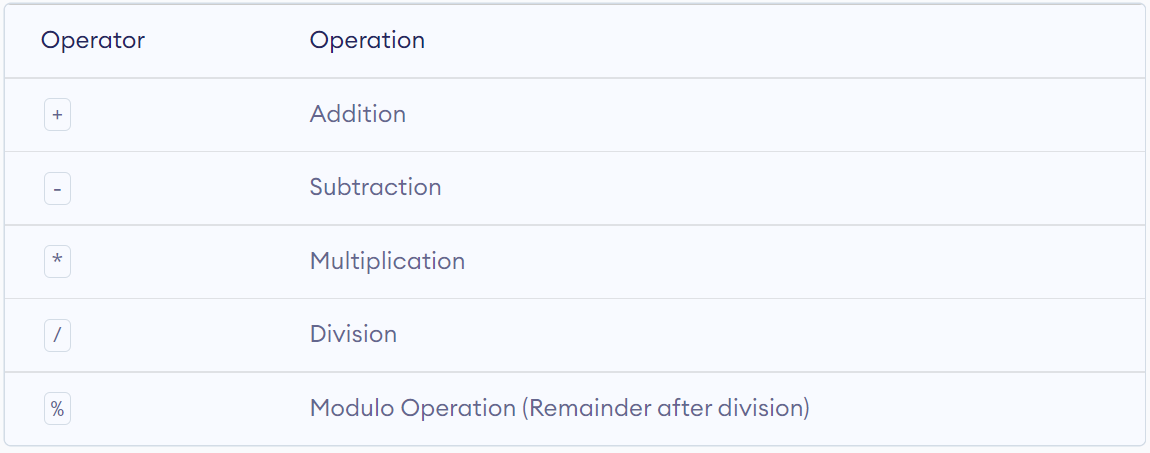 Operator Operation
+ Addition
- Subtraction
* Multiplication
/ Division
% Modulo Operation (Remainder after division)